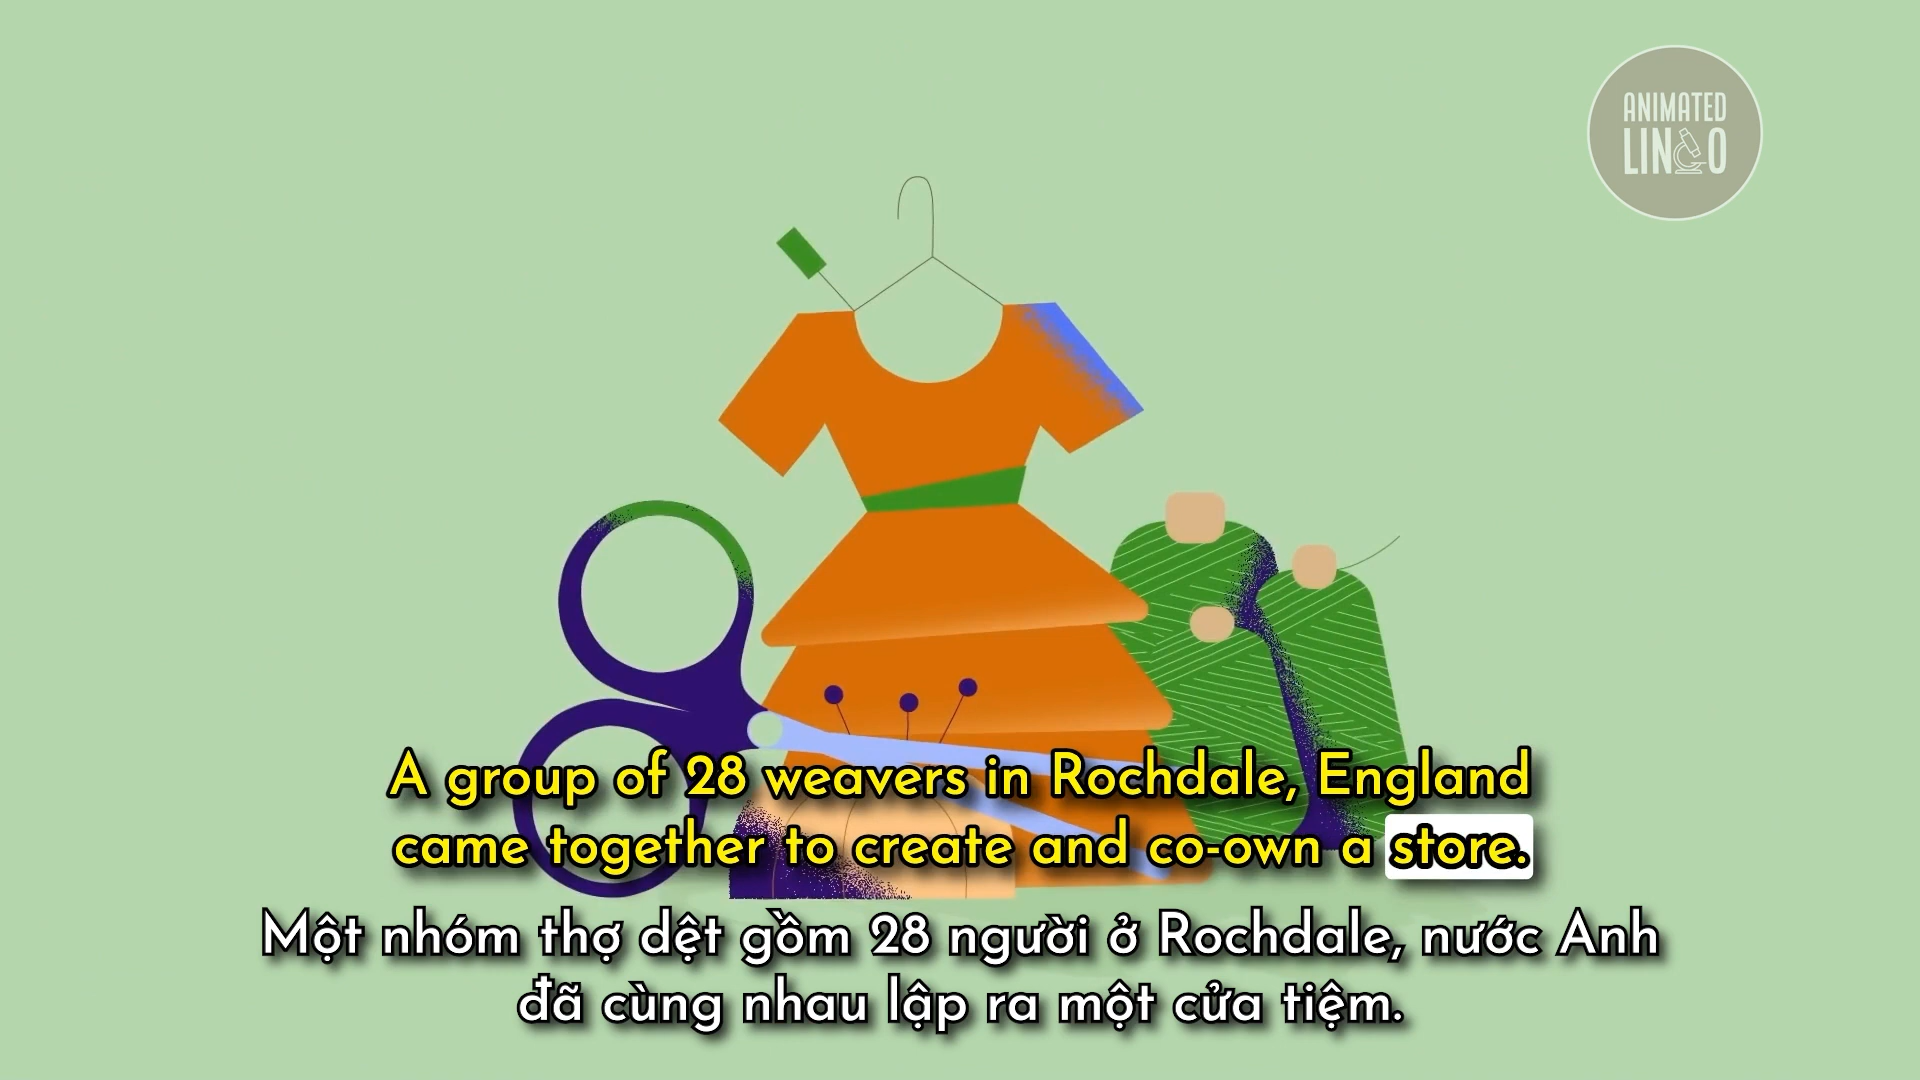 ANIMATED
LINGO
A group of 28 weavers in Rochdale, England
came together to create and co-own a store.
Một nhóm thợ dệt gồm 28 người ở Rochdale, nước Anh
đã cùng nhau lập ra một cửa tiệm.